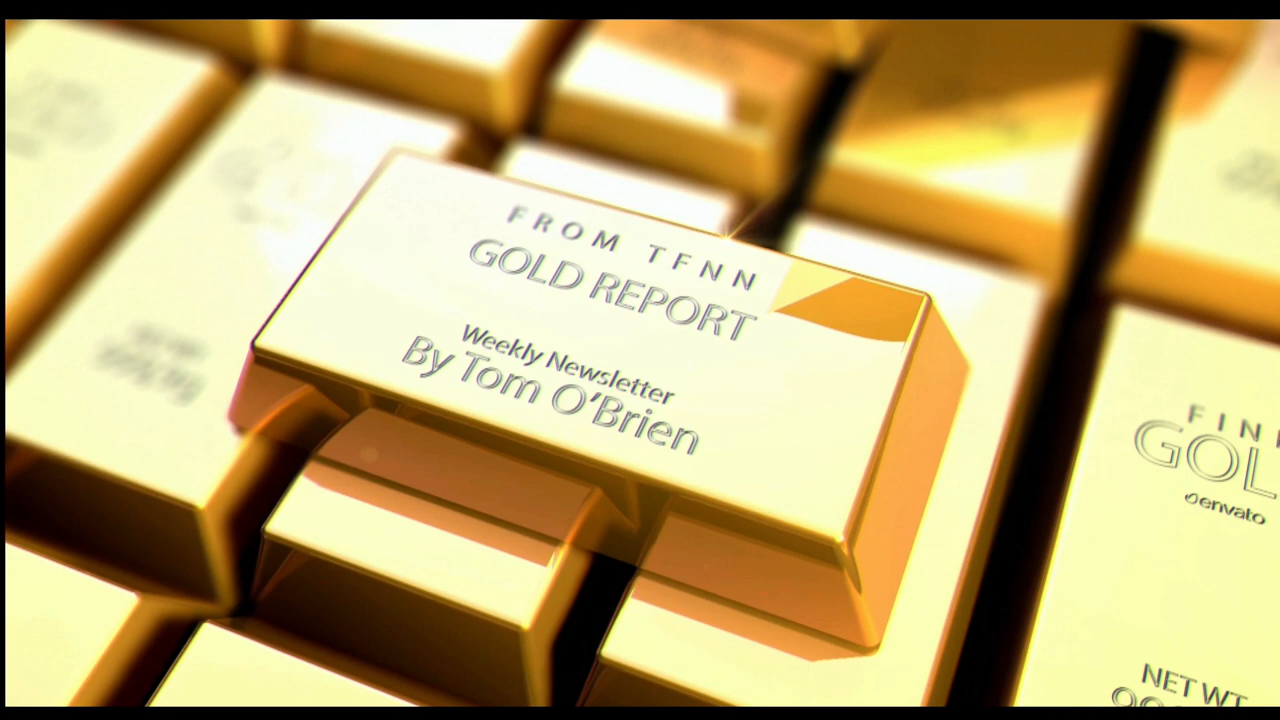 FROM TFNN
GOLD REPORT
Weekly Newsletter
By Tom O'Brien
GOL
envato
NET WT